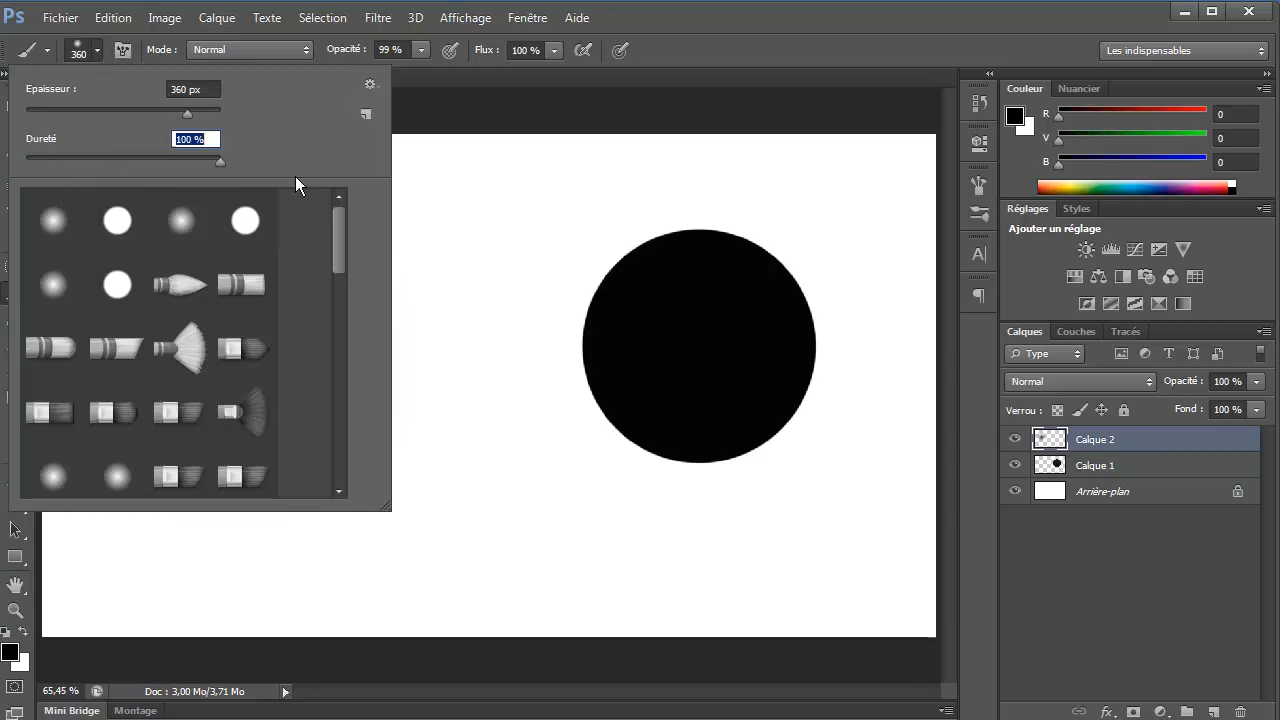 Ps Fichier Edition Image Calque Texte Sélection Filtre 3D Affichage Fenêtre Aide
360 Mode : Normal Opacité : 99 % Flux : 100 % Les indispensables
Epaisseur : 360 px
Dureté 100 %
Couleur Nuancier
R 0
V 0
B 0
Réglages Styles
Ajouter un réglage
Calques Couches Tracés
Type
Normal Opacité : 100 %
Verrou : Fond : 100 %
Calque 2
Calque 1
Arrière-plan
65,45 % Doc : 3,00 Mo/3,71 Mo
Mini Bridge Montage